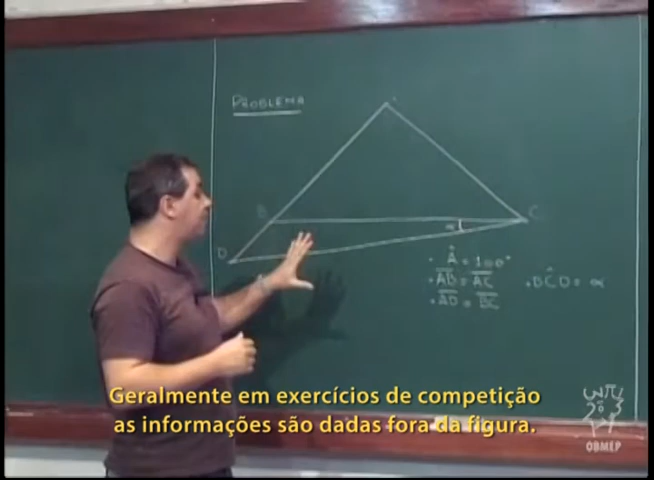 PROBLEMA
B
C
α
D
• Â = 100°
• AB = AC
• BĈD = α
• AD = BC
Geralmente em exercícios de competição
as informações são dadas fora da figura.
OBMEP